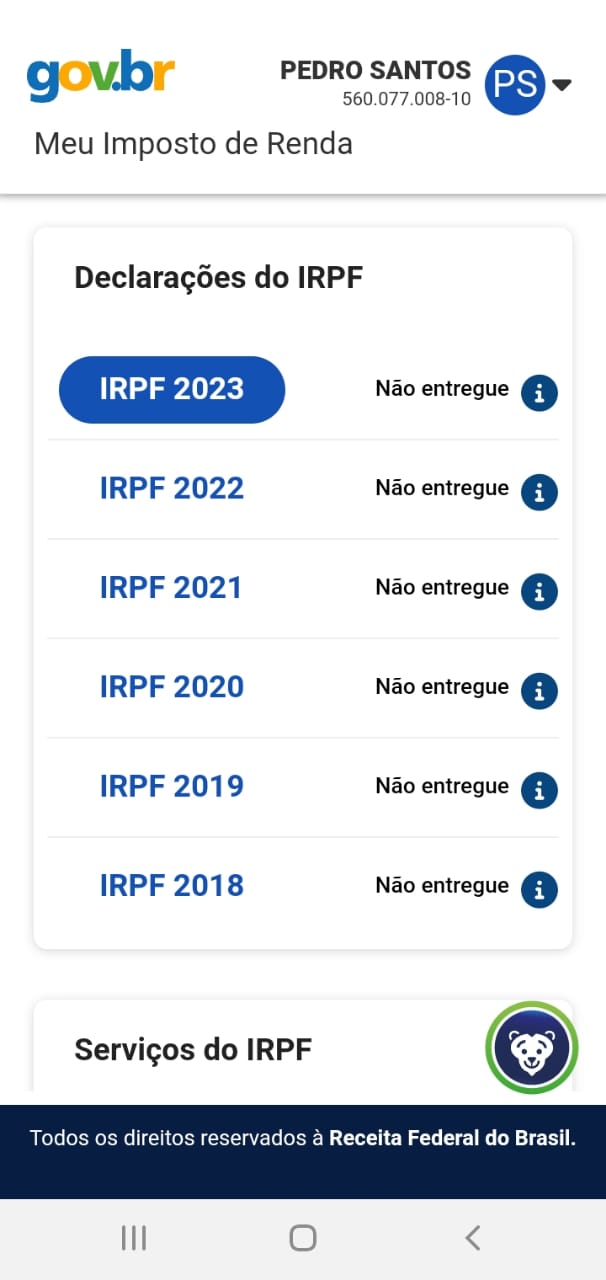 gov.br
PEDRO SANTOS
560.077.008-10
PS
Meu Imposto de Renda
Declarações do IRPF
IRPF 2023 Não entregue i
IRPF 2022 Não entregue i
IRPF 2021 Não entregue i
IRPF 2020 Não entregue i
IRPF 2019 Não entregue i
IRPF 2018 Não entregue i
Serviços do IRPF
Todos os direitos reservados à Receita Federal do Brasil.